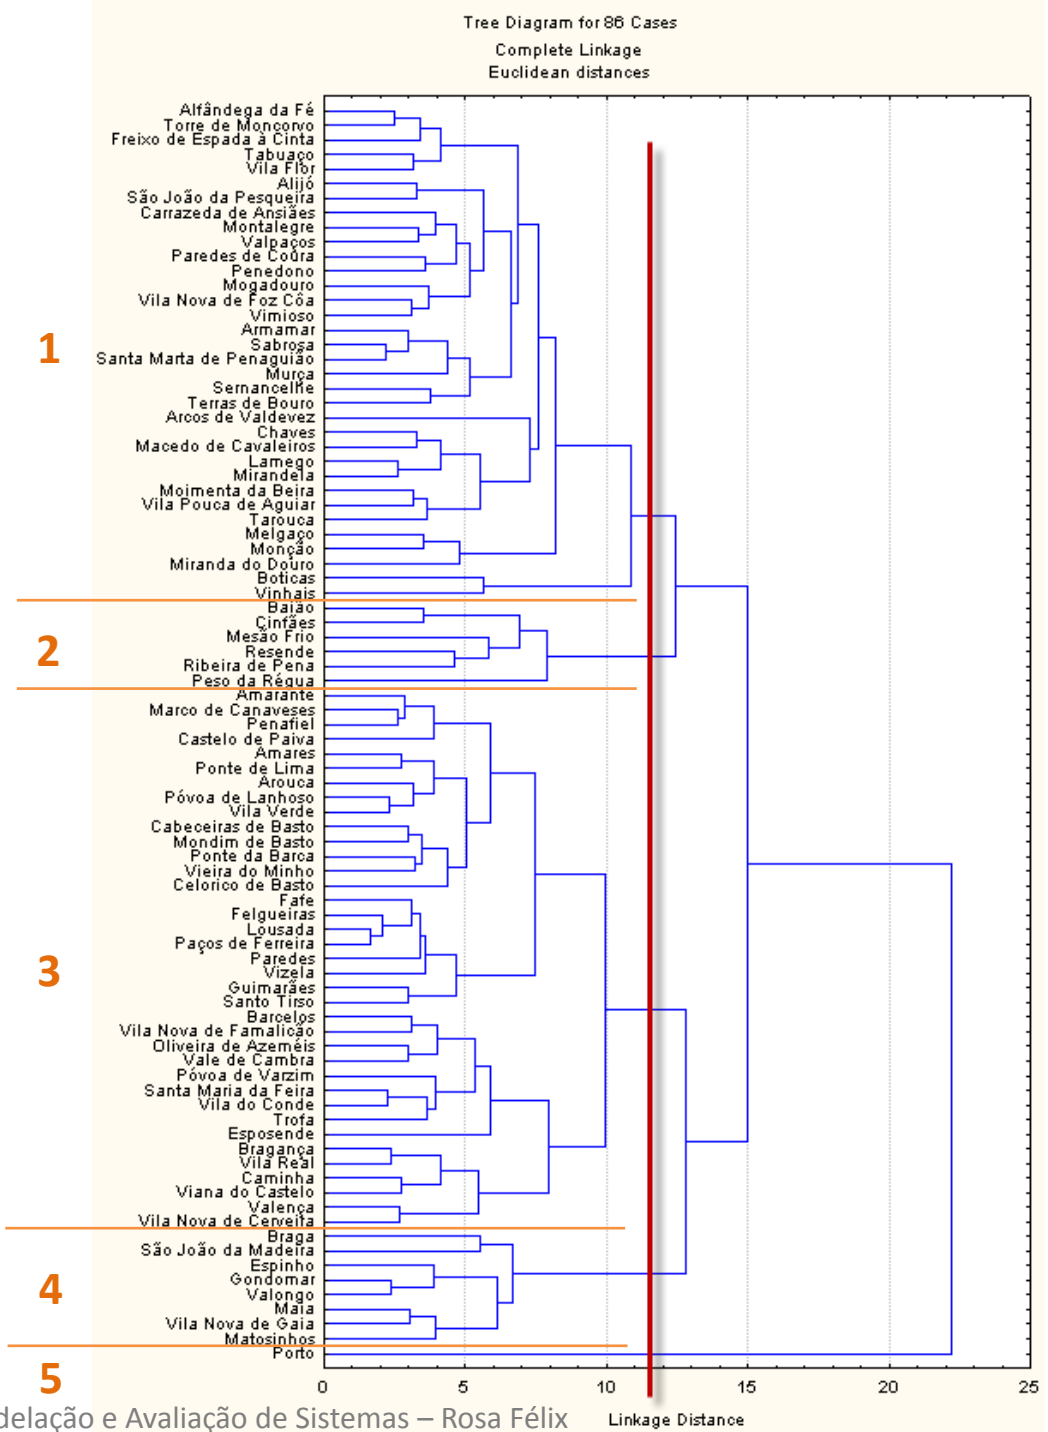 Tree Diagram for 86 Cases
Complete Linkage
Euclidean distances
Alfândega da Fé
Torre de Moncorvo
Freixo de Espada à Cinta
Tabuaço
Vila Flor
Alijó
São João da Pesqueira
Carrazeda de Ansiães
Montalegre
Valpaços
Paredes de Coura
Penedono
Mogadouro
Vila Nova de Foz Côa
Vimioso
1
Armamar
Sabrosa
Santa Marta de Penaguião
Murça
Sernancelhe
Terras de Bouro
Arcos de Valdevez
Chaves
Macedo de Cavaleiros
Lamego
Mirandela
Moimenta da Beira
Vila Pouca de Aguiar
Tarouca
Melgaço
Monção
Miranda do Douro
Boticas
Vinhais
Baião
Cinfães
Mesão Frio
2
Resende
Ribeira de Pena
Peso da Régua
Amarante
Marco de Canaveses
Penafiel
Castelo de Paiva
Amares
Ponte de Lima
Arouca
Póvoa de Lanhoso
Vila Verde
Cabeceiras de Basto
Mondim de Basto
Ponte da Barca
Vieira do Minho
Celorico de Basto
Fafe
Felgueiras
Lousada
Paços de Ferreira
Paredes
3
Vizela
Guimarães
Santo Tirso
Barcelos
Vila Nova de Famalicão
Oliveira de Azeméis
Vale de Cambra
Póvoa de Varzim
Santa Maria da Feira
Vila do Conde
Trofa
Esposende
Bragança
Vila Real
Caminha
Viana do Castelo
Valença
Vila Nova de Cerveira
Braga
São João da Madeira
Espinho
Gondomar
4
Valongo
Maia
Vila Nova de Gaia
Matosinhos
Porto
5
0 5 10 15 20 25
delação e Avaliação de Sistemas – Rosa Félix
Linkage Distance